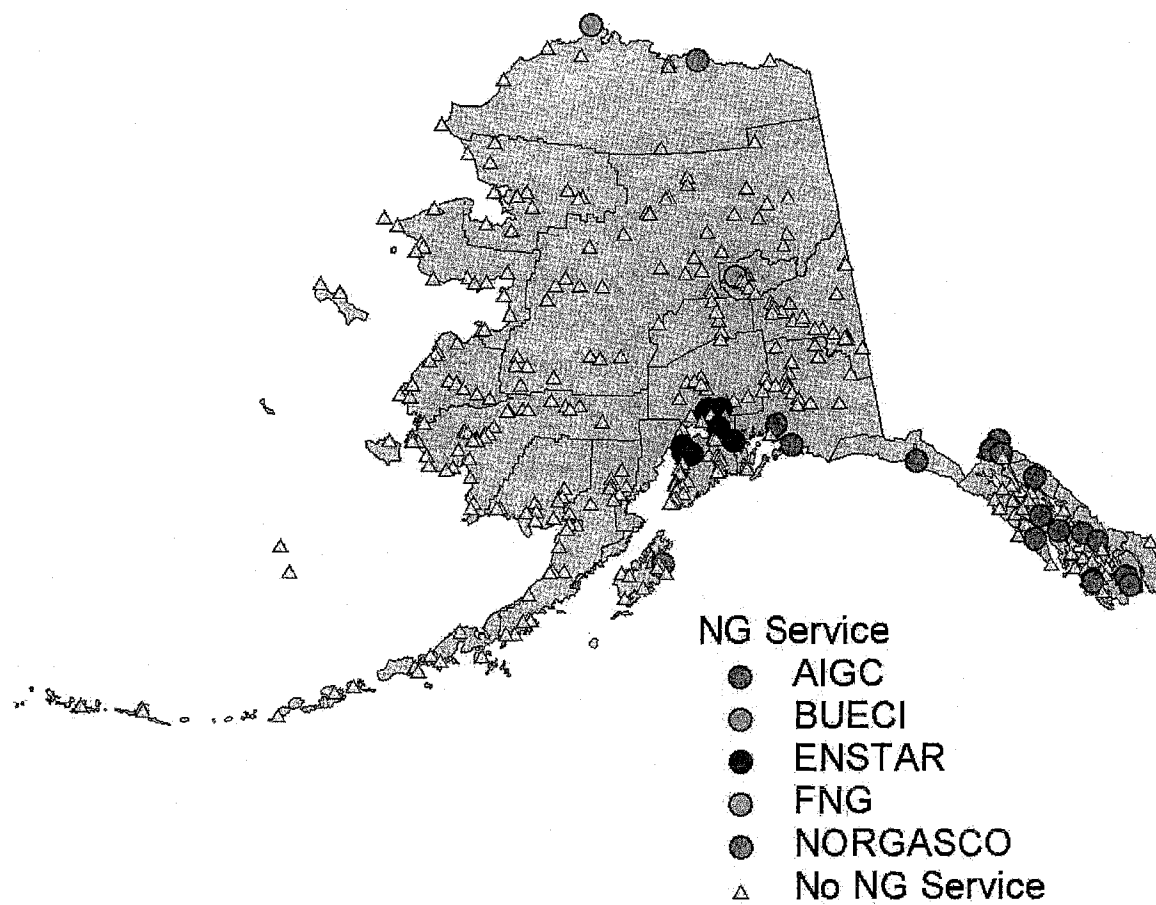 NG Service
AIGC
BUECI
ENSTAR
FNG
NORGASCO
No NG Service